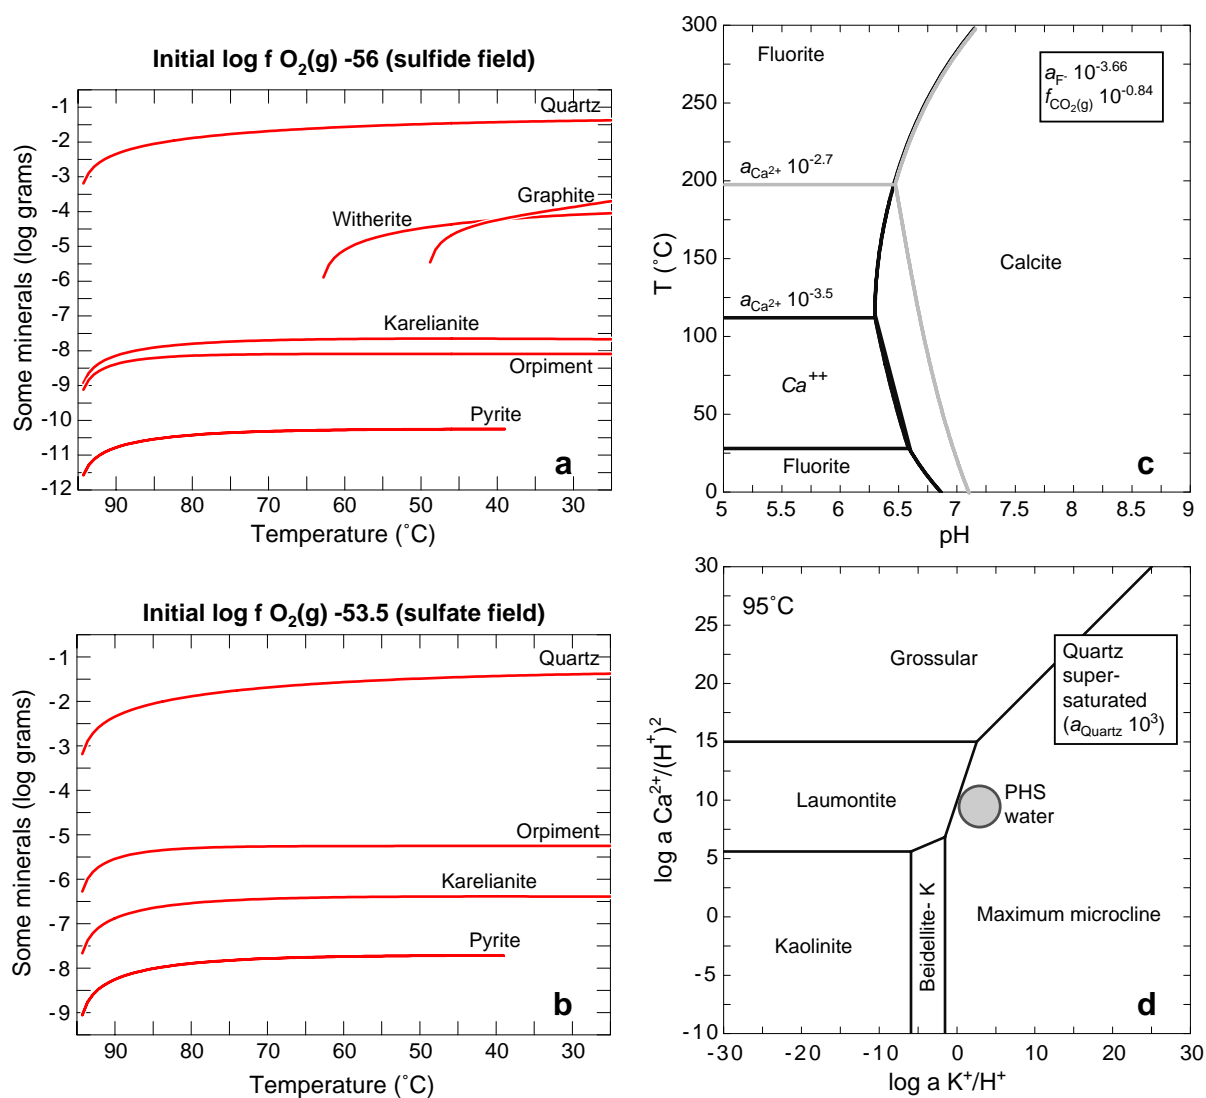 Initial log f O₂(g) -56 (sulfide field)
Some minerals (log grams)
-1
-2
-3
-4
-5
-6
-7
-8
-9
-10
-11
-12
Quartz
Graphite
Witherite
Karelianite
Orpiment
Pyrite
a
90
80
70
60
50
40
30
Temperature (˚C)
Initial log f O₂(g) -53.5 (sulfate field)
Some minerals (log grams)
-1
-2
-3
-4
-5
-6
-7
-8
-9
Quartz
Orpiment
Karelianite
Pyrite
b
90
80
70
60
50
40
30
Temperature (˚C)
T (˚C)
300
250
200
150
100
50
0
Fluorite
a F- 10-3.66
f CO₂(g) 10-0.84
a Ca2+ 10-2.7
Calcite
a Ca2+ 10-3.5
Ca++
Fluorite
c
5
5.5
6
6.5
7
7.5
8
8.5
9
pH
log a Ca2+/(H+)2
30
25
20
15
10
5
0
-5
-10
95˚C
Grossular
Quartz
super-
saturated
(a Quartz 103)
Laumontite
PHS
water
Kaolinite
Beidellite- K
Maximum microcline
d
-30
-20
-10
0
10
20
30
log a K+/H+